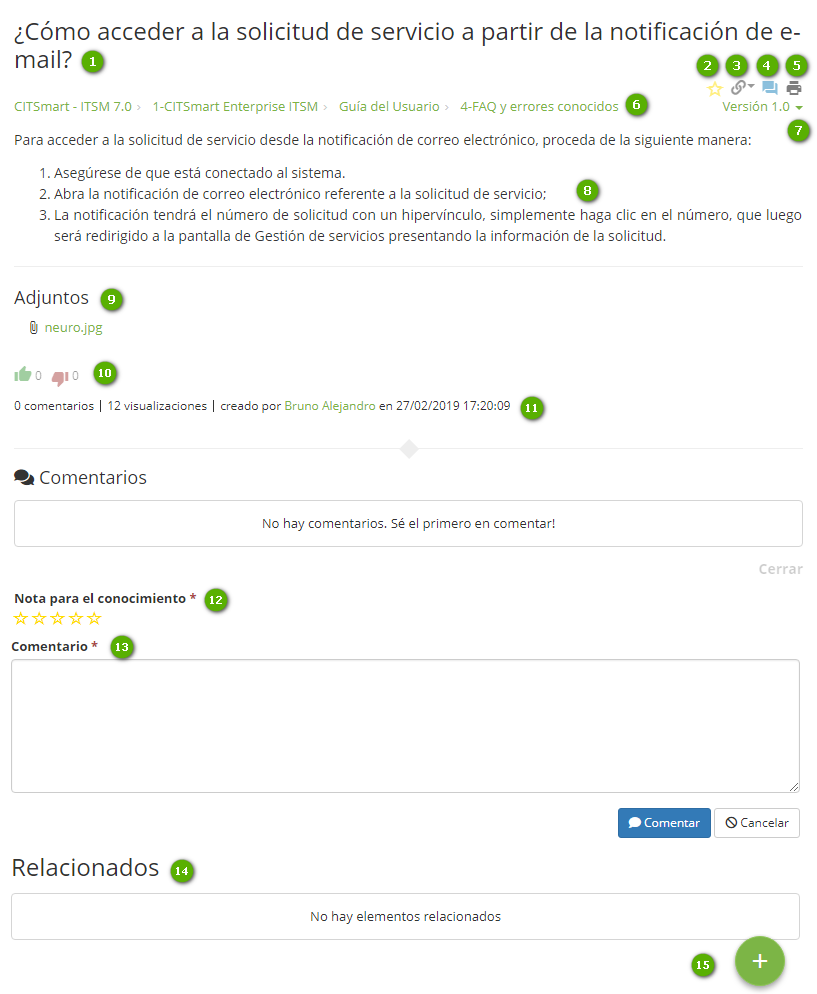 ¿Cómo acceder a la solicitud de servicio a partir de la notificación de e-
mail? 1
2 3 4 5
CITSmart - ITSM 7.0 › 1-CITSmart Enterprise ITSM › Guía del Usuario › 4-FAQ y errores conocidos 6 Versión 1.0
7
Para acceder a la solicitud de servicio desde la notificación de correo electrónico, proceda de la siguiente manera:
1. Asegúrese de que está conectado al sistema.
2. Abra la notificación de correo electrónico referente a la solicitud de servicio; 8
3. La notificación tendrá el número de solicitud con un hipervínculo, simplemente haga clic en el número, que luego
será redirigido a la pantalla de Gestión de servicios presentando la información de la solicitud.
Adjuntos 9
neuro.jpg
0 0 10
0 comentarios | 12 visualizaciones | creado por Bruno Alejandro en 27/02/2019 17:20:09 11
Comentarios
No hay comentarios. Sé el primero en comentar!
Cerrar
Nota para el conocimiento * 12
Comentario * 13
Comentar Cancelar
Relacionados 14
No hay elementos relacionados
15 +